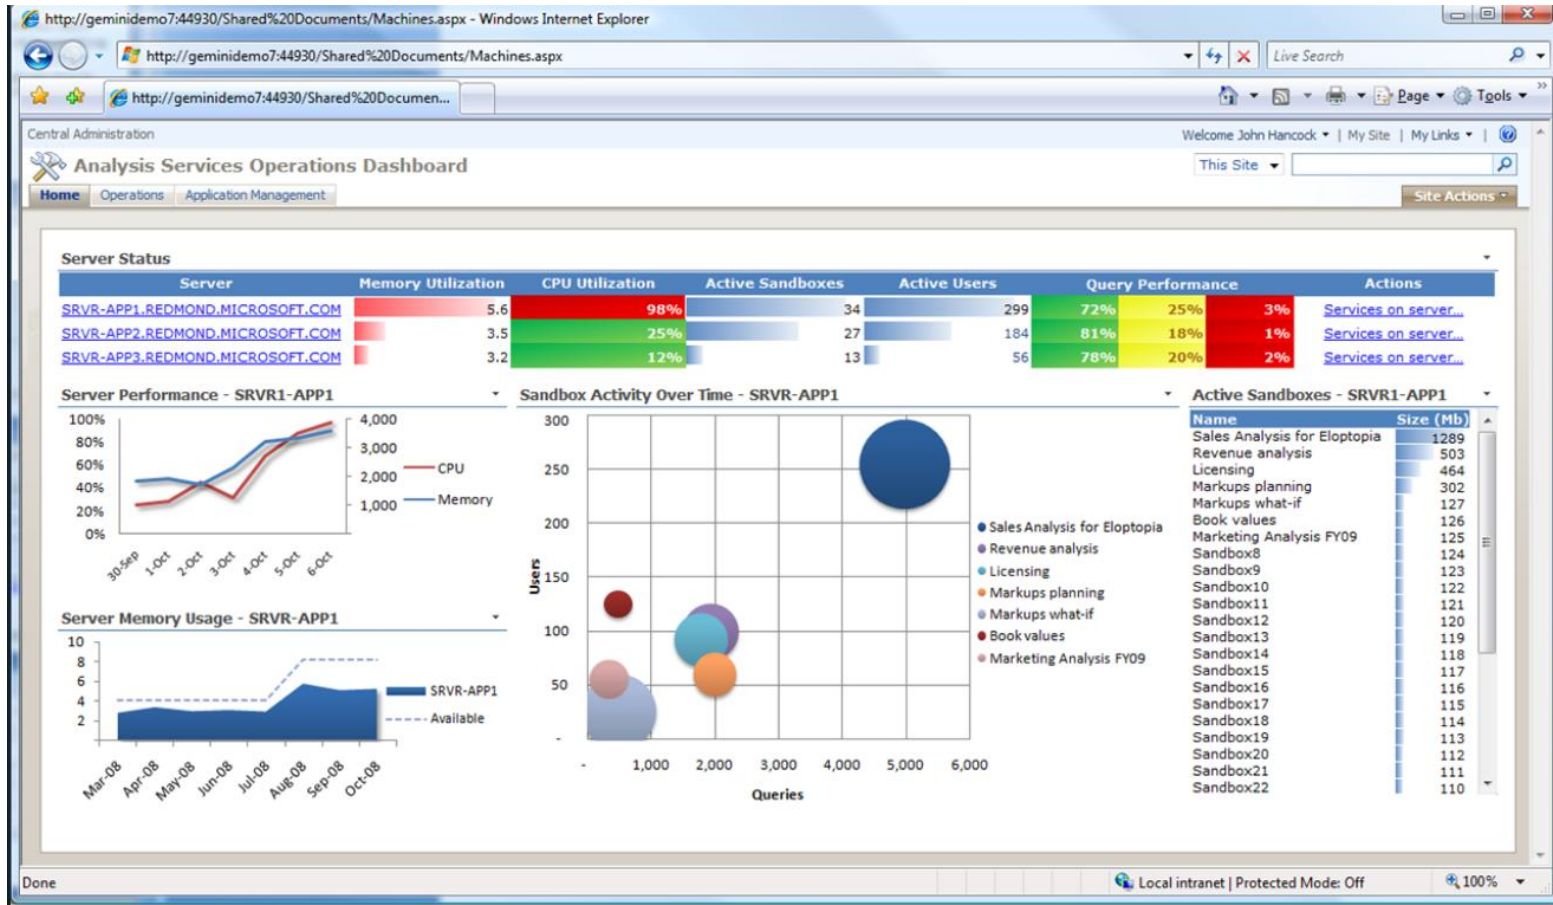 http://geminidemo7:44930/Shared%20Documents/Machines.aspx - Windows Internet Explorer
http://geminidemo7:44930/Shared%20Documents/Machines.aspx
Live Search
http://geminidemo7:44930/Shared%20Documen...
Page Tools
Central Administration
Welcome John Hancock | My Site | My Links |
Analysis Services Operations Dashboard
This Site
Home Operations Application Management
Site Actions
Server Status
Server Memory Utilization CPU Utilization Active Sandboxes Active Users Query Performance Actions
SRVR-APP1.REDMOND.MICROSOFT.COM 5.6 98% 34 299 72% 25% 3% Services on server...
SRVR-APP2.REDMOND.MICROSOFT.COM 3.5 25% 27 184 81% 18% 1% Services on server...
SRVR-APP3.REDMOND.MICROSOFT.COM 3.2 12% 13 56 78% 20% 2% Services on server...
Server Performance - SRVR1-APP1
100%
80%
60%
40%
20%
0%
4,000
3,000
2,000
1,000
CPU
Memory
30-Sep 1-Oct 2-Oct 3-Oct 4-Oct 5-Oct 6-Oct
Server Memory Usage - SRVR-APP1
10
8
6
4
2
-
SRVR-APP1
Available
Mar-08 Apr-08 May-08 Jun-08 Jul-08 Aug-08 Sep-08 Oct-08
Sandbox Activity Over Time - SRVR-APP1
300
250
200
150
100
50
-
Users
- 1,000 2,000 3,000 4,000 5,000 6,000
Queries
Sales Analysis for Eloptopia
Revenue analysis
Licensing
Markups planning
Markups what-if
Book values
Marketing Analysis FY09
Active Sandboxes - SRVR1-APP1
Name Size (Mb)
Sales Analysis for Eloptopia 1289
Revenue analysis 503
Licensing 464
Markups planning 302
Markups what-if 127
Book values 126
Marketing Analysis FY09 125
Sandbox8 124
Sandbox9 123
Sandbox10 122
Sandbox11 121
Sandbox12 120
Sandbox13 119
Sandbox14 118
Sandbox15 117
Sandbox16 116
Sandbox17 115
Sandbox18 114
Sandbox19 113
Sandbox20 112
Sandbox21 111
Sandbox22 110
Done
Local intranet | Protected Mode: Off
100%